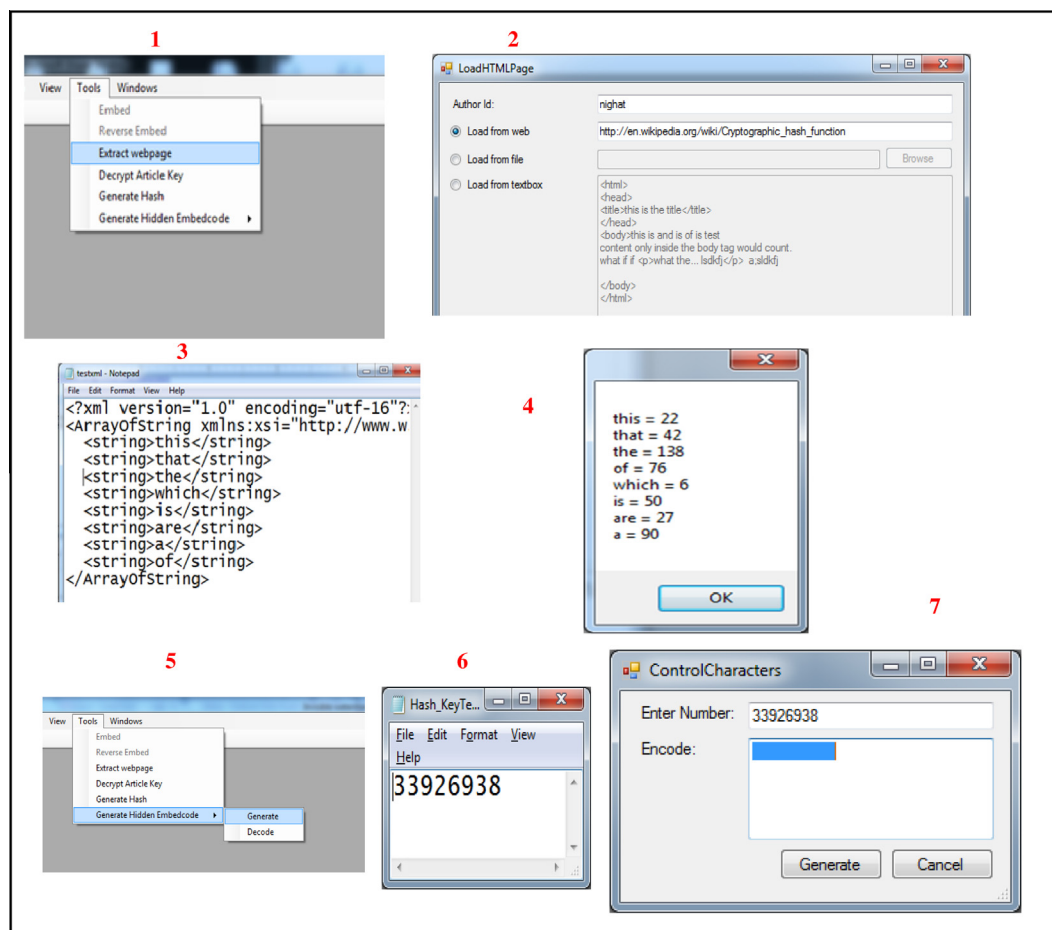 1
View Tools Windows
Embed
Reverse Embed
Extract webpage
Decrypt Article Key
Generate Hash
Generate Hidden Embedcode
2
LoadHTMLPage
Author Id: nighat
Load from web http://en.wikipedia.org/wiki/Cryptographic_hash_function
Load from file Browse
Load from textbox
<html>
<head>
<title>this is the title</title>
</head>
<body>this is and is of is test
content only inside the body tag would count.
what if if <p>what the... lsdkfj</p> a;sldkfj
</body>
</html>
3
testxml - Notepad
File Edit Format View Help
<?xml version="1.0" encoding="utf-16"?>
<ArrayOfString xmlns:xsi="http://www.w
<string>this</string>
<string>that</string>
<string>the</string>
<string>which</string>
<string>is</string>
<string>are</string>
<string>a</string>
<string>of</string>
</ArrayOfString>
4
this = 22
that = 42
the = 138
of = 76
which = 6
is = 50
are = 27
a = 90
OK
5
View Tools Windows
Embed
Reverse Embed
Extract webpage
Decrypt Article Key
Generate Hash
Generate Hidden Embedcode Generate
Decode
6
Hash_KeyTe...
File Edit Format View
Help
33926938
7
ControlCharacters
Enter Number: 33926938
Encode:
Generate Cancel